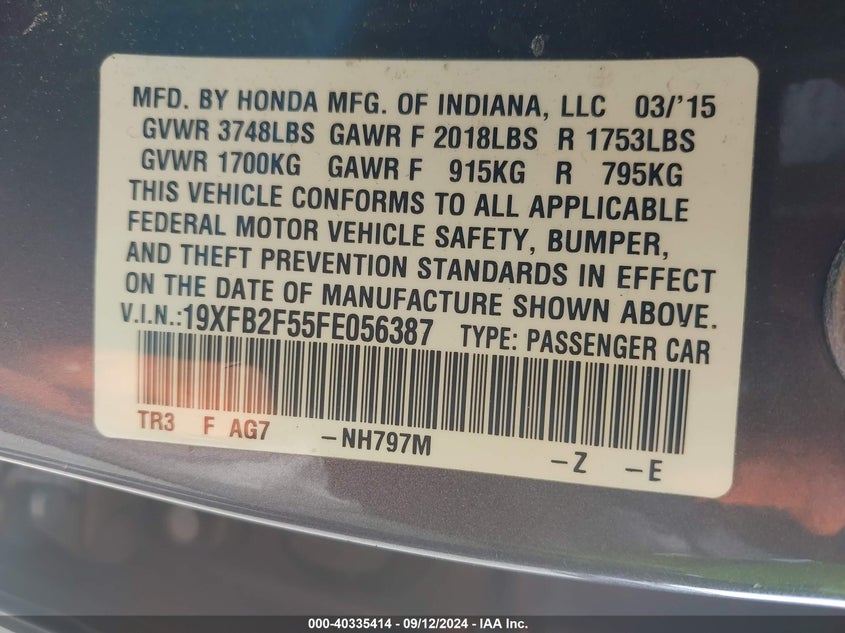 MFD. BY HONDA MFG. OF INDIANA, LLC 03/'15
GVWR 3748LBS GAWR F 2018LBS R 1753LBS
GVWR 1700KG GAWR F 915KG R 795KG
THIS VEHICLE CONFORMS TO ALL APPLICABLE
FEDERAL MOTOR VEHICLE SAFETY, BUMPER,
AND THEFT PREVENTION STANDARDS IN EFFECT
ON THE DATE OF MANUFACTURE SHOWN ABOVE.
V.I.N.:19XFB2F55FE056387 TYPE: PASSENGER CAR
TR3 F AG7 –NH797M –Z –E
000-40335414 - 09/12/2024 - IAA Inc.